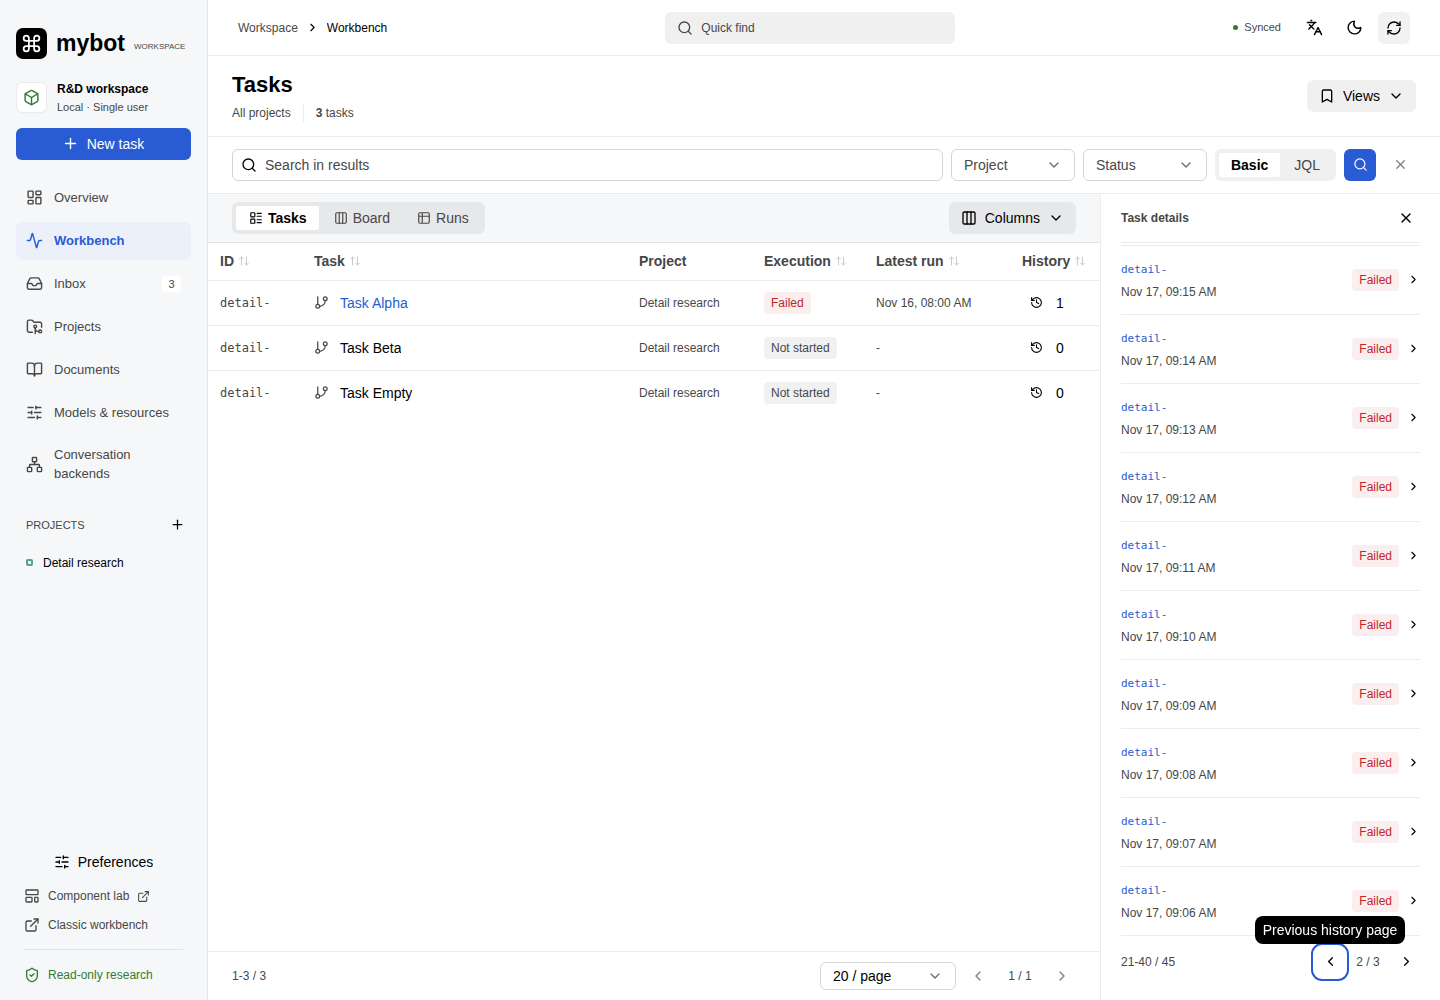 mybot WORKSPACE
R&D workspace
Local · Single user
New task
Overview
Workbench
Inbox 3
Projects
Documents
Models & resources
Conversation
backends
PROJECTS
Detail research
Preferences
Component lab
Classic workbench
Read-only research
Workspace Workbench
Quick find
Synced
Tasks
All projects 3 tasks
Views
Search in results
Project
Status
Basic JQL
Tasks Board Runs
Columns
ID Task Project Execution Latest run History
detail- Task Alpha Detail research Failed Nov 16, 08:00 AM 1
detail- Task Beta Detail research Not started - 0
detail- Task Empty Detail research Not started - 0
1-3 / 3
20 / page
1 / 1
Task details
detail-
Nov 17, 09:15 AM Failed
detail-
Nov 17, 09:14 AM Failed
detail-
Nov 17, 09:13 AM Failed
detail-
Nov 17, 09:12 AM Failed
detail-
Nov 17, 09:11 AM Failed
detail-
Nov 17, 09:10 AM Failed
detail-
Nov 17, 09:09 AM Failed
detail-
Nov 17, 09:08 AM Failed
detail-
Nov 17, 09:07 AM Failed
detail-
Nov 17, 09:06 AM Failed
Previous history page
21-40 / 45
2 / 3